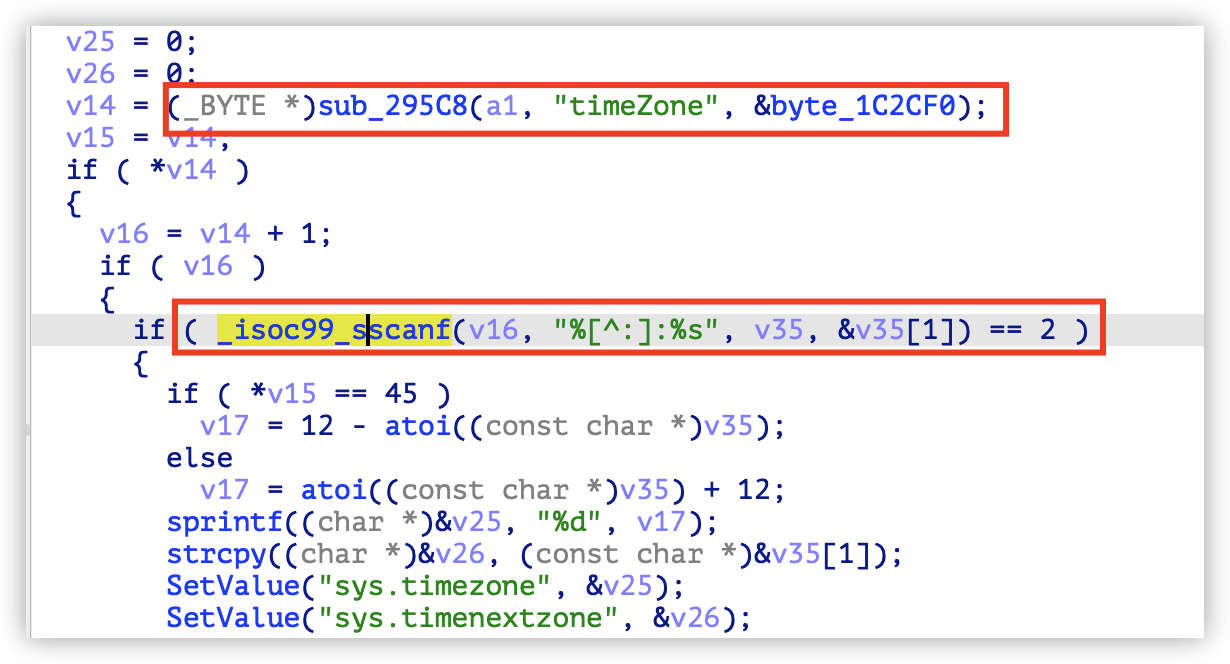 v25 = 0;
v26 = 0;
v14 = (_BYTE *)sub_295C8(a1, "timeZone", &byte_1C2CF0);
v15 = v14;
if ( *v14 )
{
v16 = v14 + 1;
if ( v16 )
{
if ( _isoc99_sscanf(v16, "%[^:]:%s", v35, &v35[1]) == 2 )
{
if ( *v15 == 45 )
v17 = 12 - atoi((const char *)v35);
else
v17 = atoi((const char *)v35) + 12;
sprintf((char *)&v25, "%d", v17);
strcpy((char *)&v26, (const char *)&v35[1]);
SetValue("sys.timezone", &v25);
SetValue("sys.timenextzone", &v26);